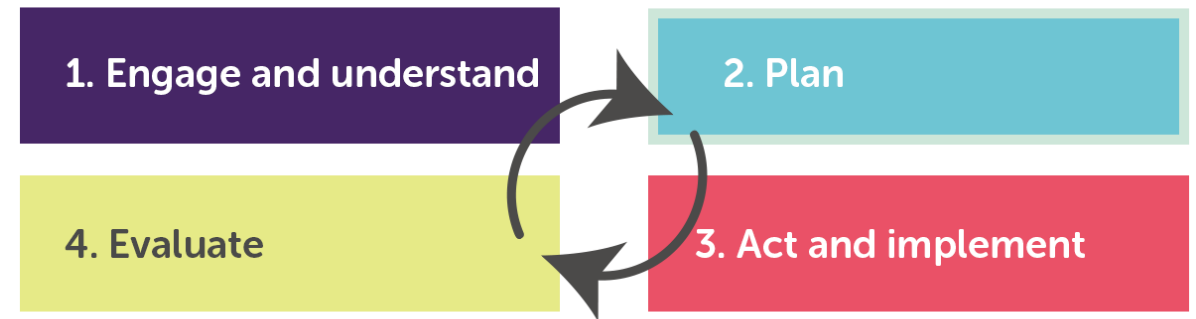 1. Engage and understand
2. Plan
4. Evaluate
3. Act and implement